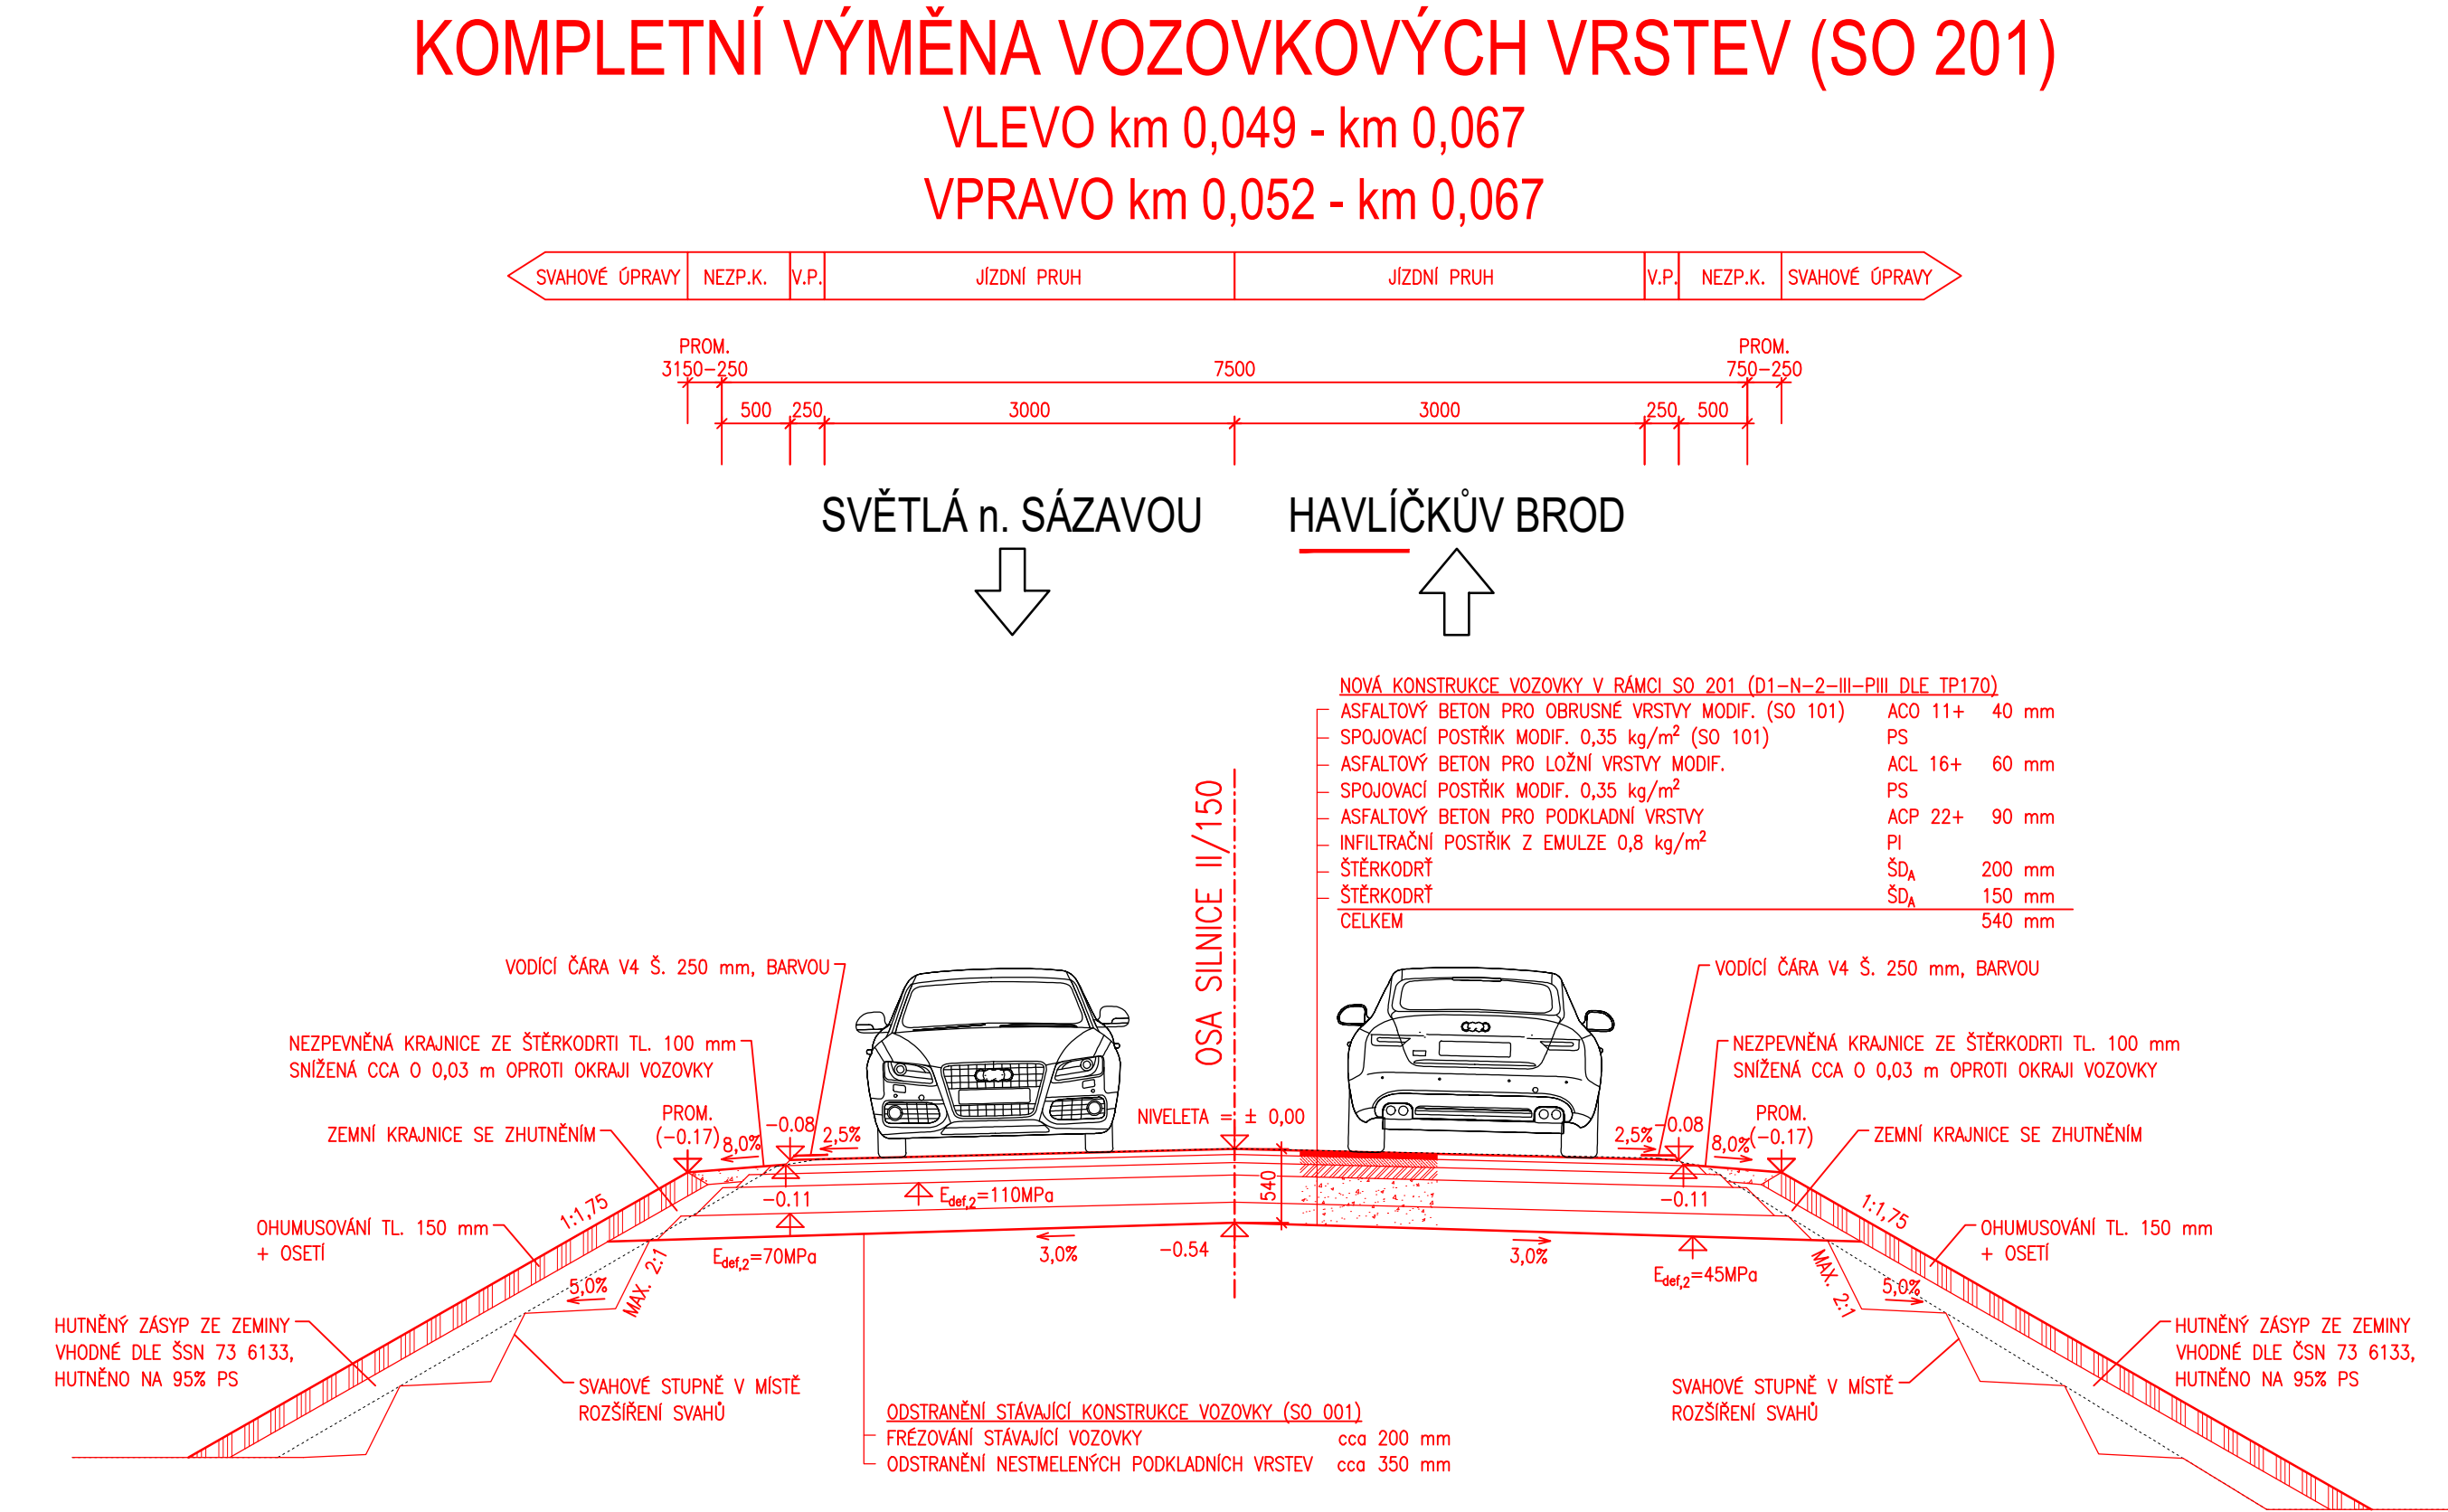 KOMPLETNÍ VÝMĚNA VOZOVKOVÝCH VRSTEV (SO 201)
VLEVO km 0,049 - km 0,067
VPRAVO km 0,052 - km 0,067
SVAHOVÉ ÚPRAVY NEZP.K. V.P. JÍZDNÍ PRUH JÍZDNÍ PRUH V.P. NEZP.K. SVAHOVÉ ÚPRAVY
PROM. PROM.
3150-250 7500 750-250
500 250 3000 3000 250 500
SVĚTLÁ n. SÁZAVOU HAVLÍČKŮV BROD
OSA SILNICE II/150
NOVÁ KONSTRUKCE VOZOVKY V RÁMCI SO 201 (D1-N-2-III-PIII DLE TP170)
ASFALTOVÝ BETON PRO OBRUSNÉ VRSTVY MODIF. (SO 101) ACO 11+ 40 mm
SPOJOVACÍ POSTŘIK MODIF. 0,35 kg/m² (SO 101) PS
ASFALTOVÝ BETON PRO LOŽNÍ VRSTVY MODIF. ACL 16+ 60 mm
SPOJOVACÍ POSTŘIK MODIF. 0,35 kg/m² PS
ASFALTOVÝ BETON PRO PODKLADNÍ VRSTVY ACP 22+ 90 mm
INFILTRAČNÍ POSTŘIK Z EMULZE 0,8 kg/m² PI
ŠTĚRKODRŤ ŠDA 200 mm
ŠTĚRKODRŤ ŠDA 150 mm
CELKEM 540 mm
VODÍCÍ ČÁRA V4 Š. 250 mm, BARVOU
VODÍCÍ ČÁRA V4 Š. 250 mm, BARVOU
NEZPEVNĚNÁ KRAJNICE ZE ŠTĚRKODRTI TL. 100 mm
SNÍŽENÁ CCA O 0,03 m OPROTI OKRAJI VOZOVKY
NEZPEVNĚNÁ KRAJNICE ZE ŠTĚRKODRTI TL. 100 mm
SNÍŽENÁ CCA O 0,03 m OPROTI OKRAJI VOZOVKY
ZEMNÍ KRAJNICE SE ZHUTNĚNÍM
PROM.
(-0.17)
8,0%
-0.08
2,5%
NIVELETA = ± 0,00
2,5%
-0.08
8,0%
PROM.
(-0.17)
ZEMNÍ KRAJNICE SE ZHUTNĚNÍM
-0.11
Edef,2=110MPa
540
-0.11
1:1,75
1:1,75
OHUMUSOVÁNÍ TL. 150 mm
+ OSETÍ
OHUMUSOVÁNÍ TL. 150 mm
+ OSETÍ
Edef,2=70MPa
3,0%
-0.54
3,0%
Edef,2=45MPa
5,0%
MAX. 2:1
MAX. 2:1
5,0%
HUTNĚNÝ ZÁSYP ZE ZEMINY
VHODNÉ DLE ŠSN 73 6133,
HUTNĚNO NA 95% PS
HUTNĚNÝ ZÁSYP ZE ZEMINY
VHODNÉ DLE ČSN 73 6133,
HUTNĚNO NA 95% PS
SVAHOVÉ STUPNĚ V MÍSTĚ
ROZŠÍŘENÍ SVAHŮ
SVAHOVÉ STUPNĚ V MÍSTĚ
ROZŠÍŘENÍ SVAHŮ
ODSTRANĚNÍ STÁVAJÍCÍ KONSTRUKCE VOZOVKY (SO 001)
FRÉZOVÁNÍ STÁVAJÍCÍ VOZOVKY cca 200 mm
ODSTRANĚNÍ NESTMELENÝCH PODKLADNÍCH VRSTEV cca 350 mm